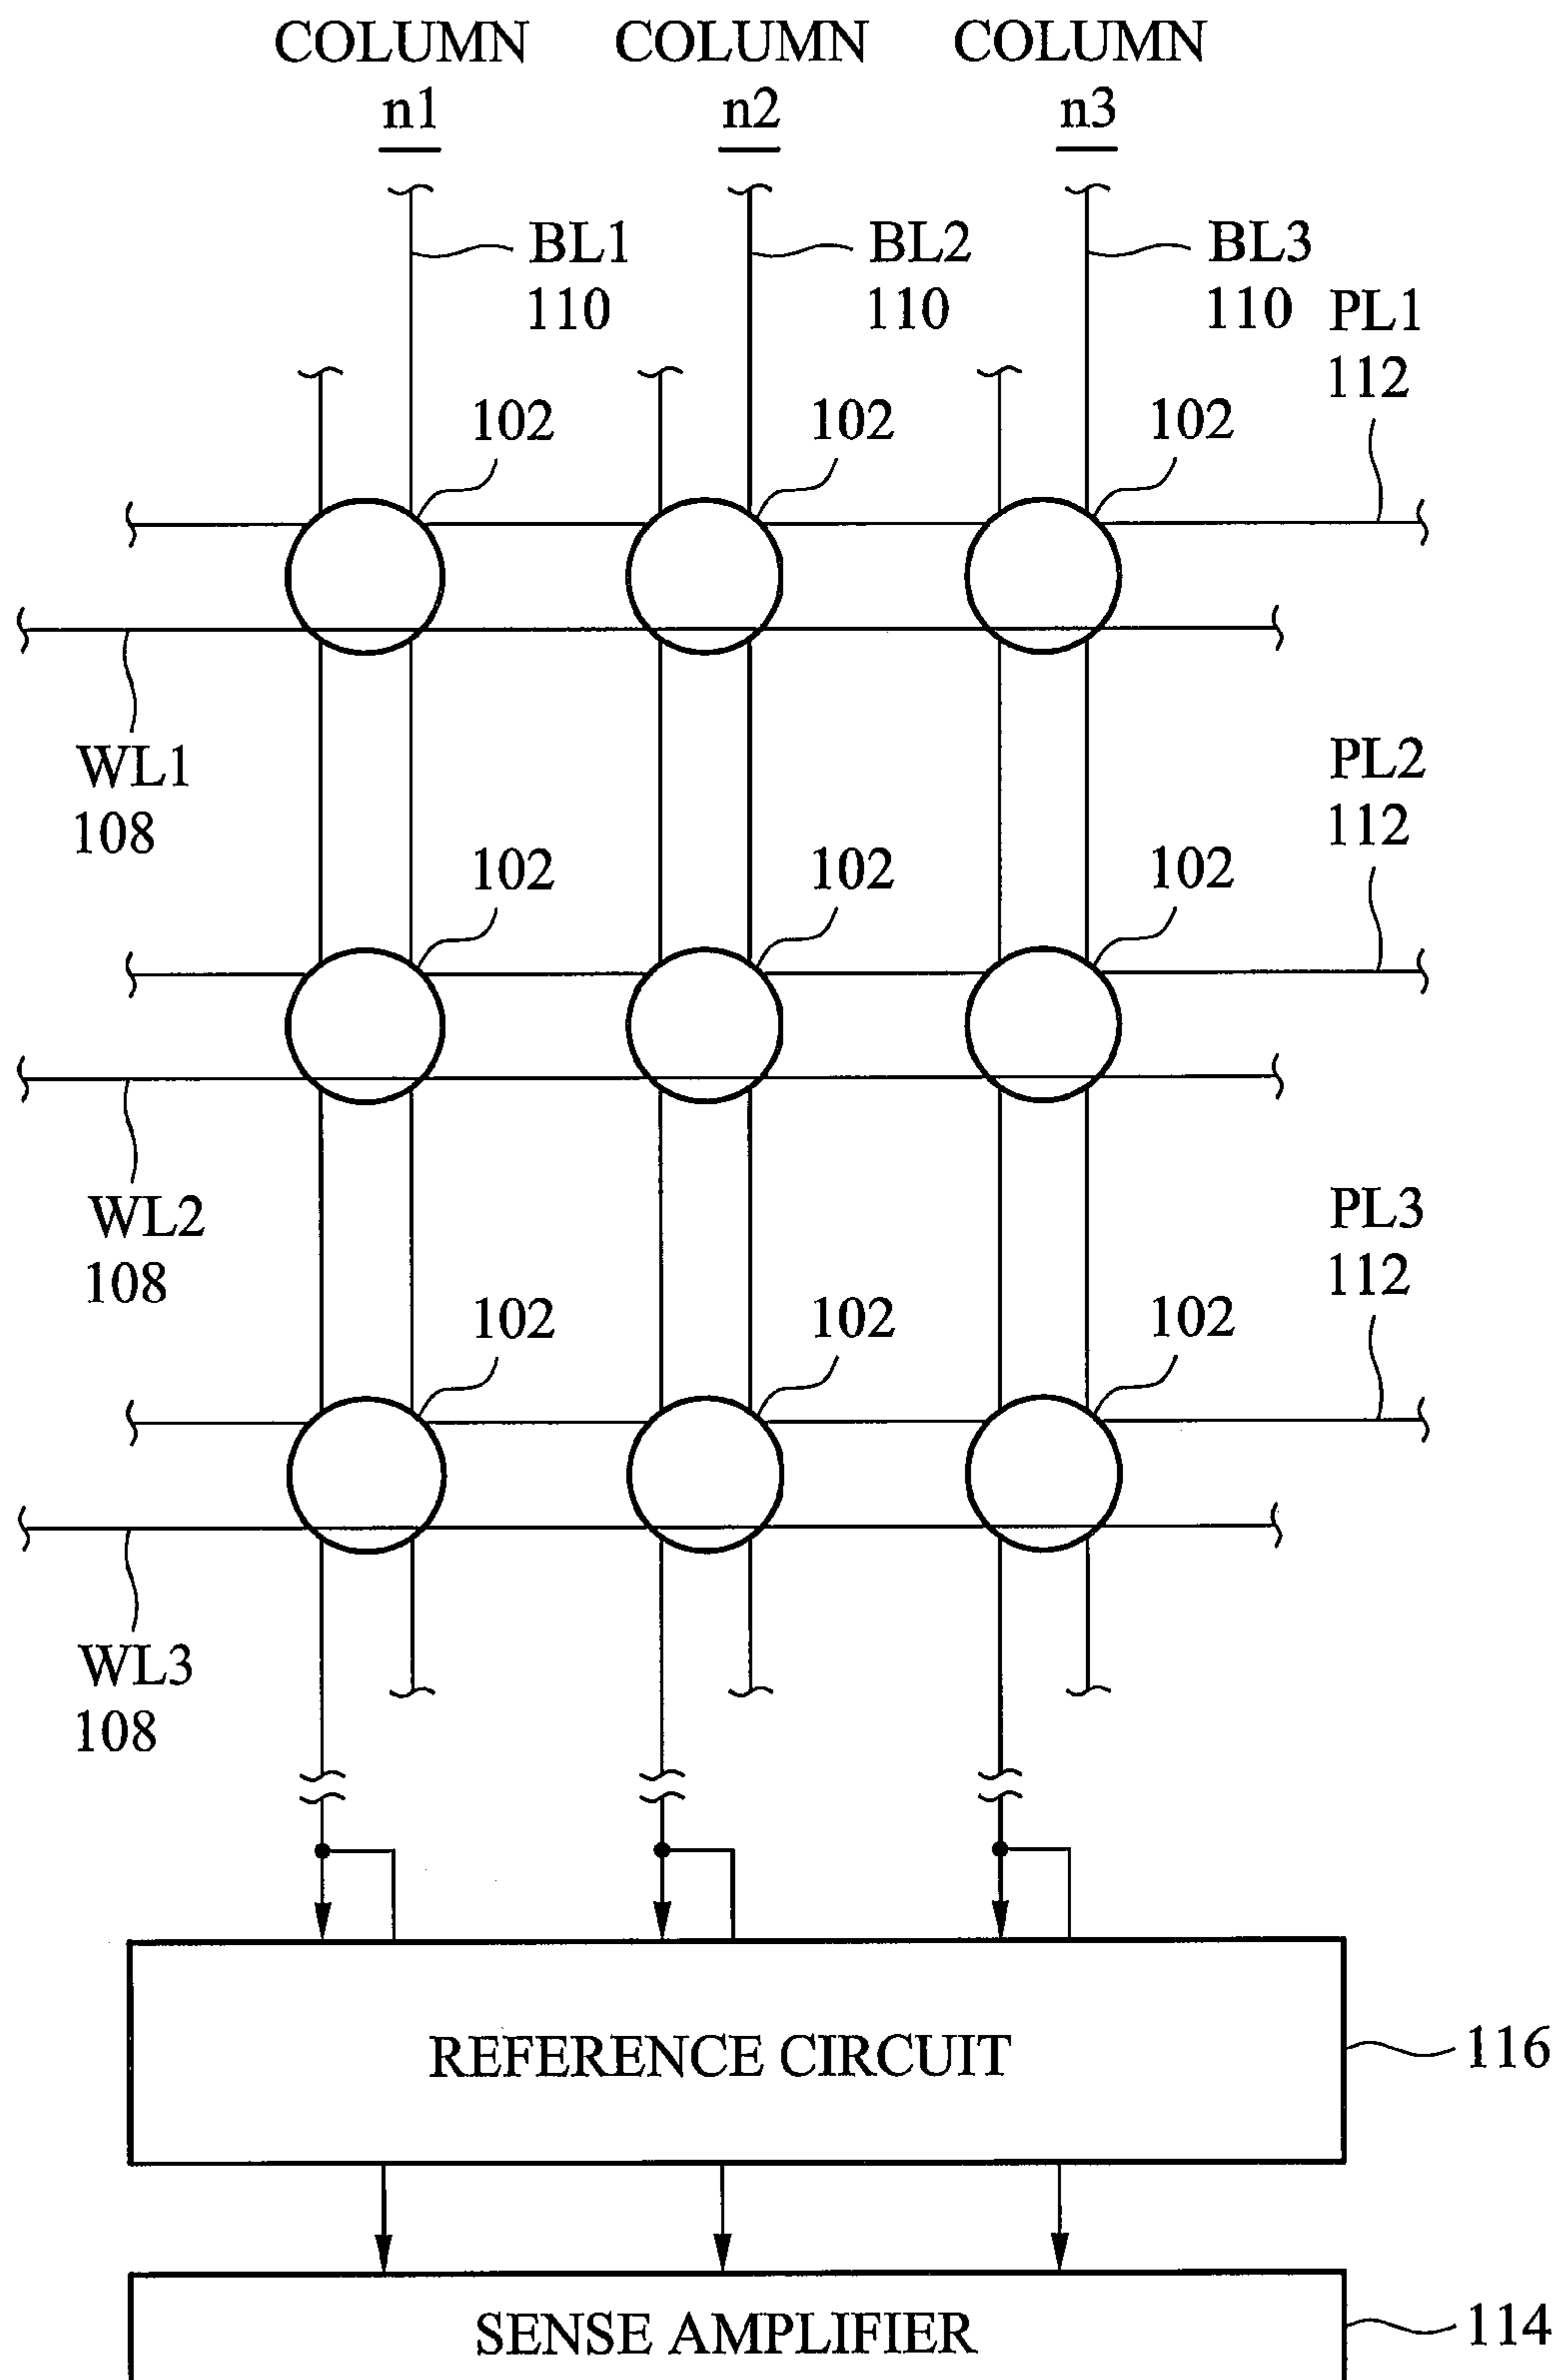 COLUMN COLUMN COLUMN
n1 n2 n3
BL1 BL2 BL3
110 110 110
PL1
112
102 102 102
WL1
108
PL2
112
102 102 102
WL2
108
PL3
112
102 102 102
WL3
108
REFERENCE CIRCUIT
116
SENSE AMPLIFIER
114